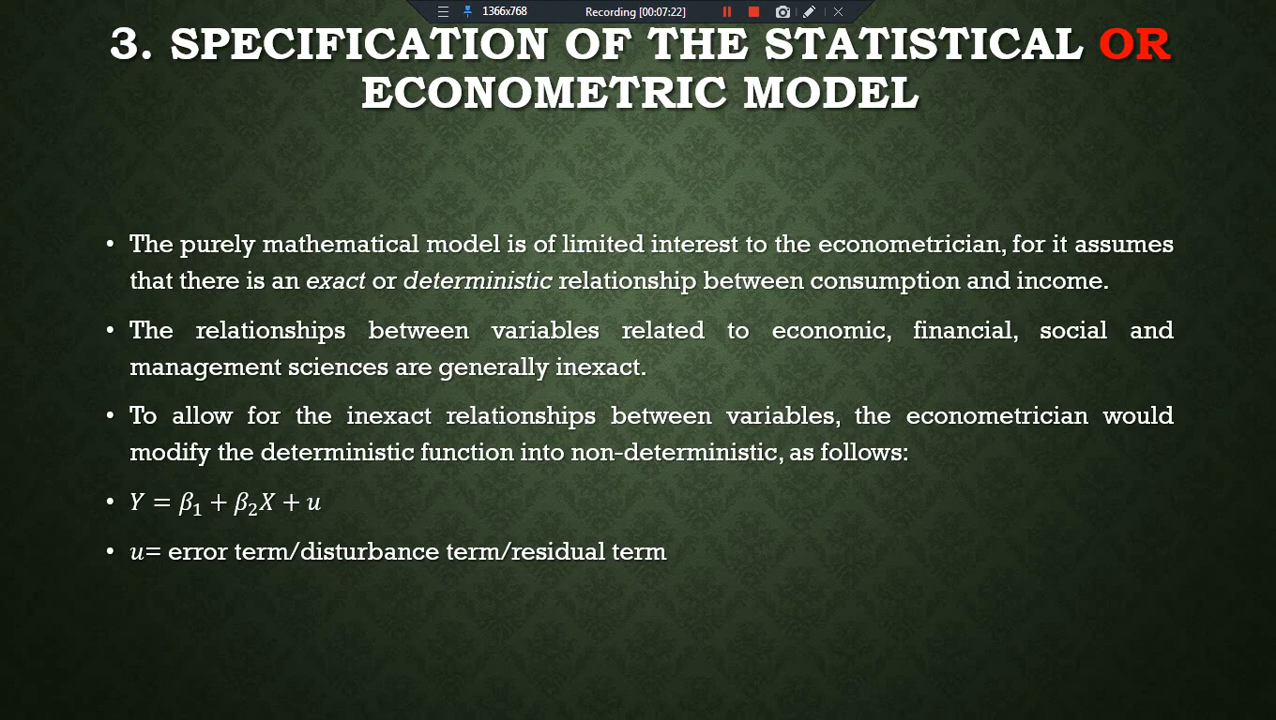 1366x768 Recording [00:07:22]
3. SPECIFICATION OF THE STATISTICAL OR
ECONOMETRIC MODEL
• The purely mathematical model is of limited interest to the econometrician, for it assumes
that there is an exact or deterministic relationship between consumption and income.
• The relationships between variables related to economic, financial, social and
management sciences are generally inexact.
• To allow for the inexact relationships between variables, the econometrician would
modify the deterministic function into non-deterministic, as follows:
• 𝑌 = 𝛽₁ + 𝛽₂𝑋 + 𝑢
• 𝑢= error term/disturbance term/residual term